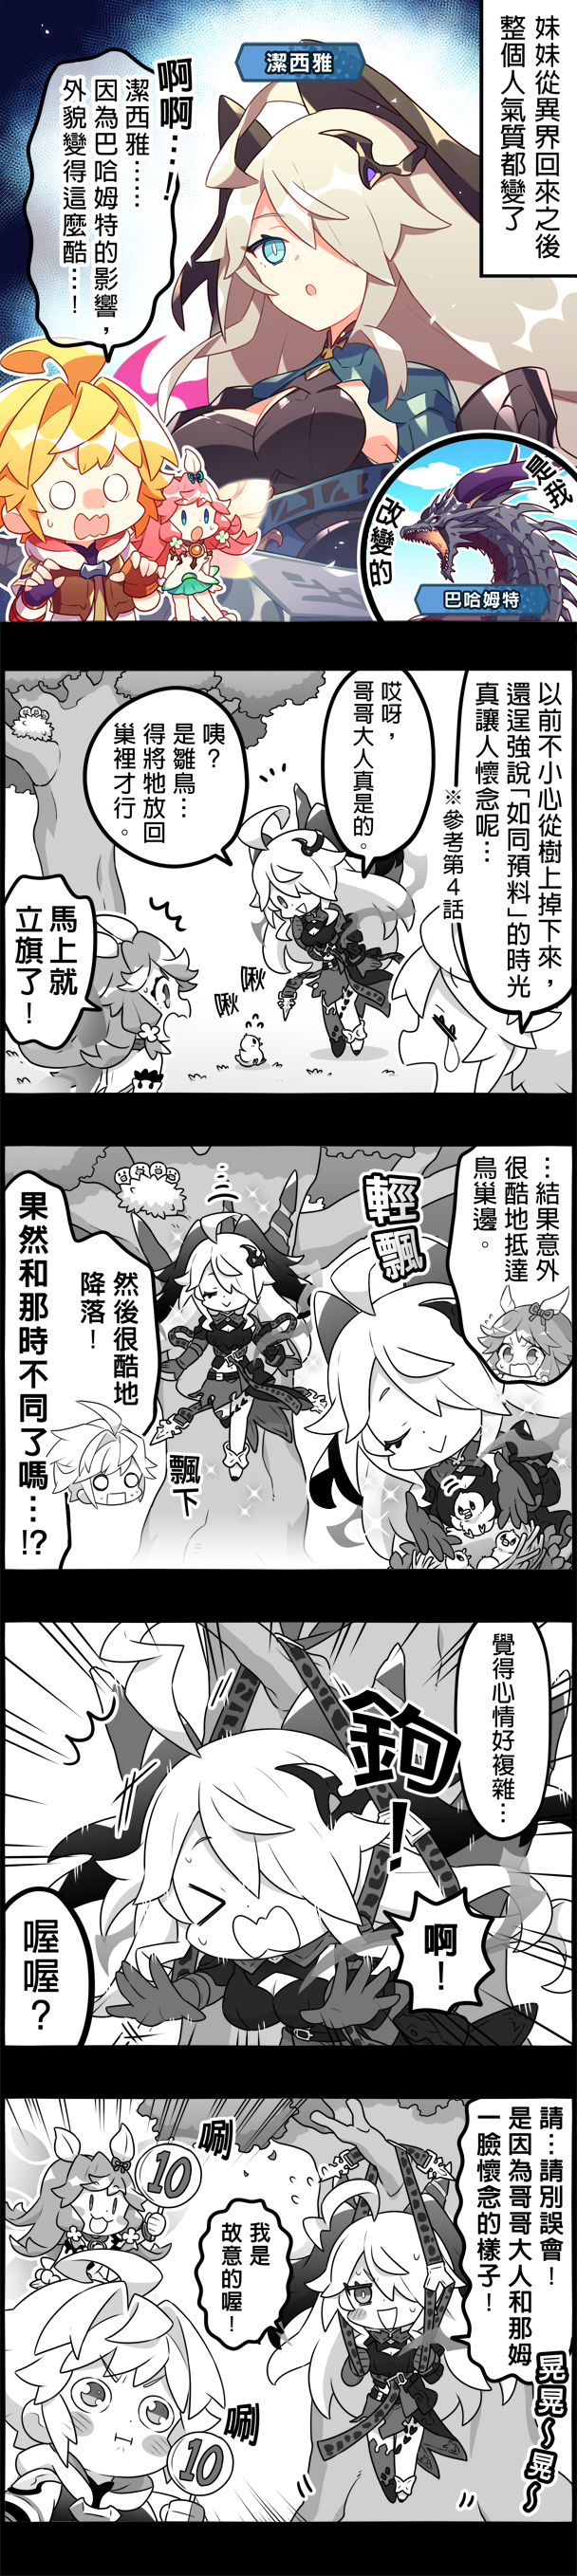 妹妹從異界回來之後
整個人氣質都變了
潔西雅
啊啊…！
潔西雅……
因為巴哈姆特的影響，
外貌變得這麼酷…！
是我
改變的
巴哈姆特
以前不小心從樹上掉下來，
還逞強說「如同預料」的時光
真讓人懷念呢…
※參考第4話
哎呀，
哥哥大人真是的。
咦？
是雛鳥…
得將牠放回
巢裡才行。
啾
啾
馬上就
立旗了！
…結果意外
很酷地抵達
鳥巢邊。
輕飄
然後很酷地
降落！
飄下
果然和那時不同了嗎…!?
覺得心情好複雜…
鉤！
啊！
喔喔？
請…請別誤會！
是因為哥哥大人和那姆
一臉懷念的樣子！
我是
故意的喔！
唰
10
晃晃～晃～
唰
10